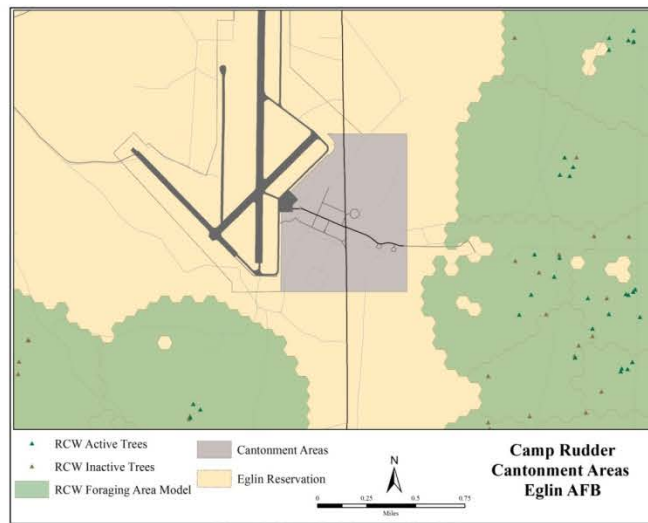 RCW Active Trees
RCW Inactive Trees
RCW Foraging Area Model
Cantonment Areas
Eglin Reservation
N
0 0.25 0.5 0.75
Miles
Camp Rudder
Cantonment Areas
Eglin AFB